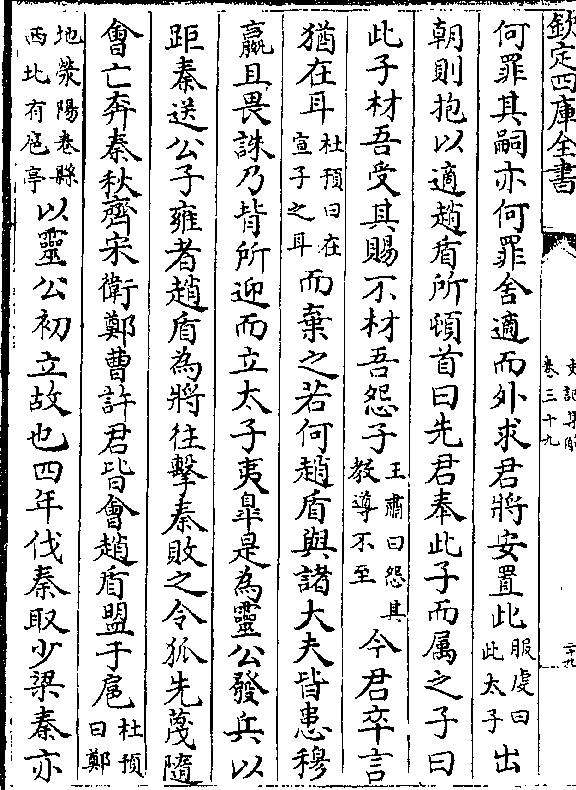 欽定四庫全書
史記集解
卷三十九
何罪其嗣亦何罪舍適而外求君將安置此服虔曰此太子出
朝則抱以適趙盾所頓首曰先君奉此子而属之子曰
此子材吾受其賜不材吾怨子王肅曰怨其教導不至今君卒言
猶在耳杜預曰在宣子之耳而棄之若何趙盾與諸大夫皆患穆
嬴且畏誅乃背所迎而立太子夷臯是為靈公發兵以
距秦送公子雍者趙盾為將往擊秦敗之令狐先蔑隨
會亡奔秦秋齊宋衛鄭曹許君皆會趙盾盟于扈杜預曰鄭
地滎陽卷縣西北有扈亭以靈公初立故也四年伐秦取少梁秦亦